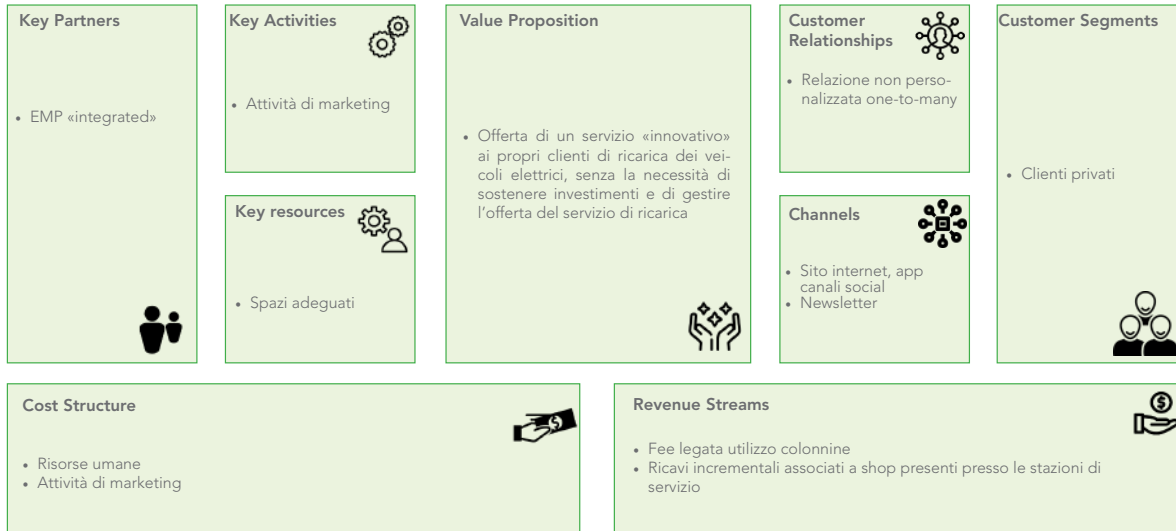 Key Partners
• EMP «integrated»
Key Activities
• Attività di marketing
Key resources
• Spazi adeguati
Value Proposition
• Offerta di un servizio «innovativo»
ai propri clienti di ricarica dei vei-
coli elettrici, senza la necessità di
sostenere investimenti e di gestire
l'offerta del servizio di ricarica
Customer
Relationships
• Relazione non perso-
nalizzata one-to-many
Channels
• Sito internet, app
canali social
• Newsletter
Customer Segments
• Clienti privati
Cost Structure
• Risorse umane
• Attività di marketing
Revenue Streams
• Fee legata utilizzo colonnine
• Ricavi incrementali associati a shop presenti presso le stazioni di
servizio